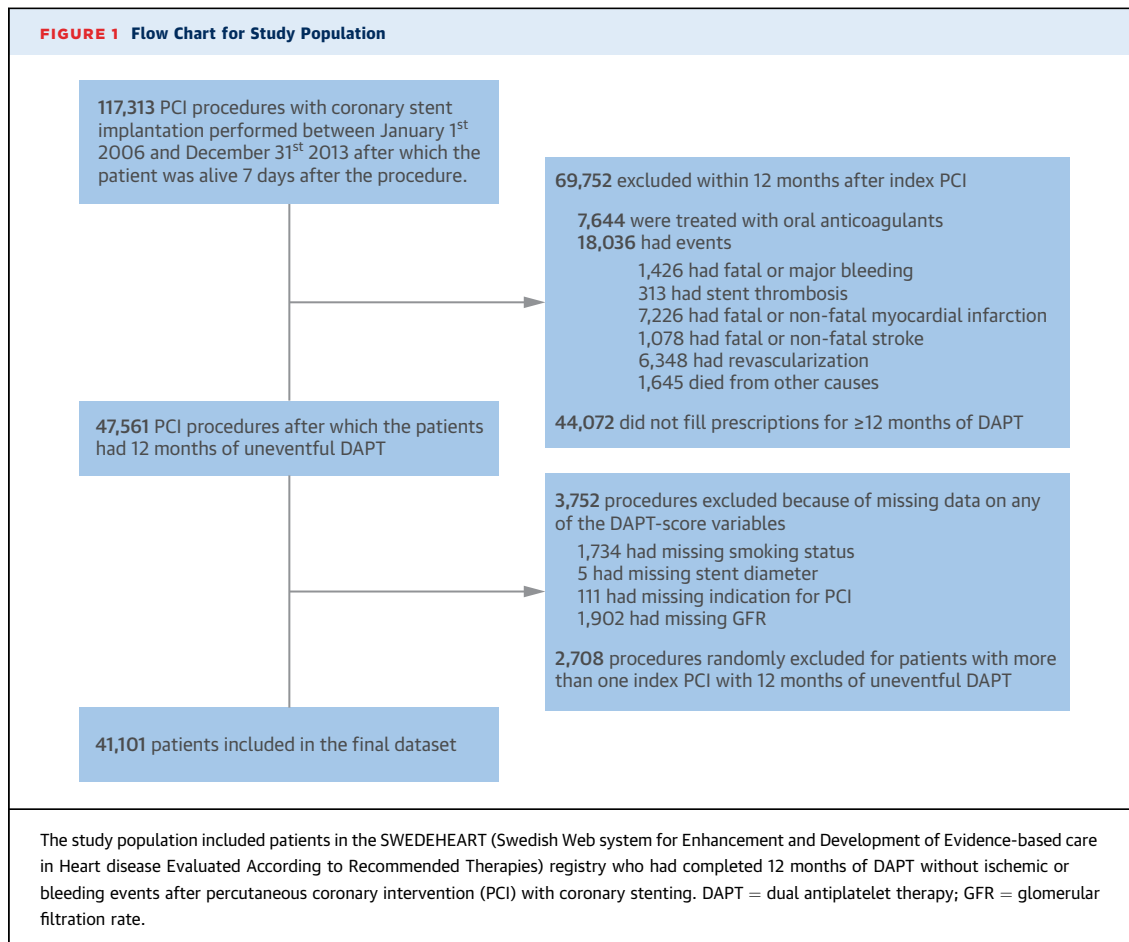 FIGURE 1 Flow Chart for Study Population
117,313 PCI procedures with coronary stent
implantation performed between January 1st
2006 and December 31st 2013 after which the
patient was alive 7 days after the procedure.
69,752 excluded within 12 months after index PCI
7,644 were treated with oral anticoagulants
18,036 had events
1,426 had fatal or major bleeding
313 had stent thrombosis
7,226 had fatal or non-fatal myocardial infarction
1,078 had fatal or non-fatal stroke
6,348 had revascularization
1,645 died from other causes
44,072 did not fill prescriptions for ≥12 months of DAPT
47,561 PCI procedures after which the patients
had 12 months of uneventful DAPT
3,752 procedures excluded because of missing data on any
of the DAPT-score variables
1,734 had missing smoking status
5 had missing stent diameter
111 had missing indication for PCI
1,902 had missing GFR
2,708 procedures randomly excluded for patients with more
than one index PCI with 12 months of uneventful DAPT
41,101 patients included in the final dataset
The study population included patients in the SWEDEHEART (Swedish Web system for Enhancement and Development of Evidence-based care
in Heart disease Evaluated According to Recommended Therapies) registry who had completed 12 months of DAPT without ischemic or
bleeding events after percutaneous coronary intervention (PCI) with coronary stenting. DAPT = dual antiplatelet therapy; GFR = glomerular
filtration rate.